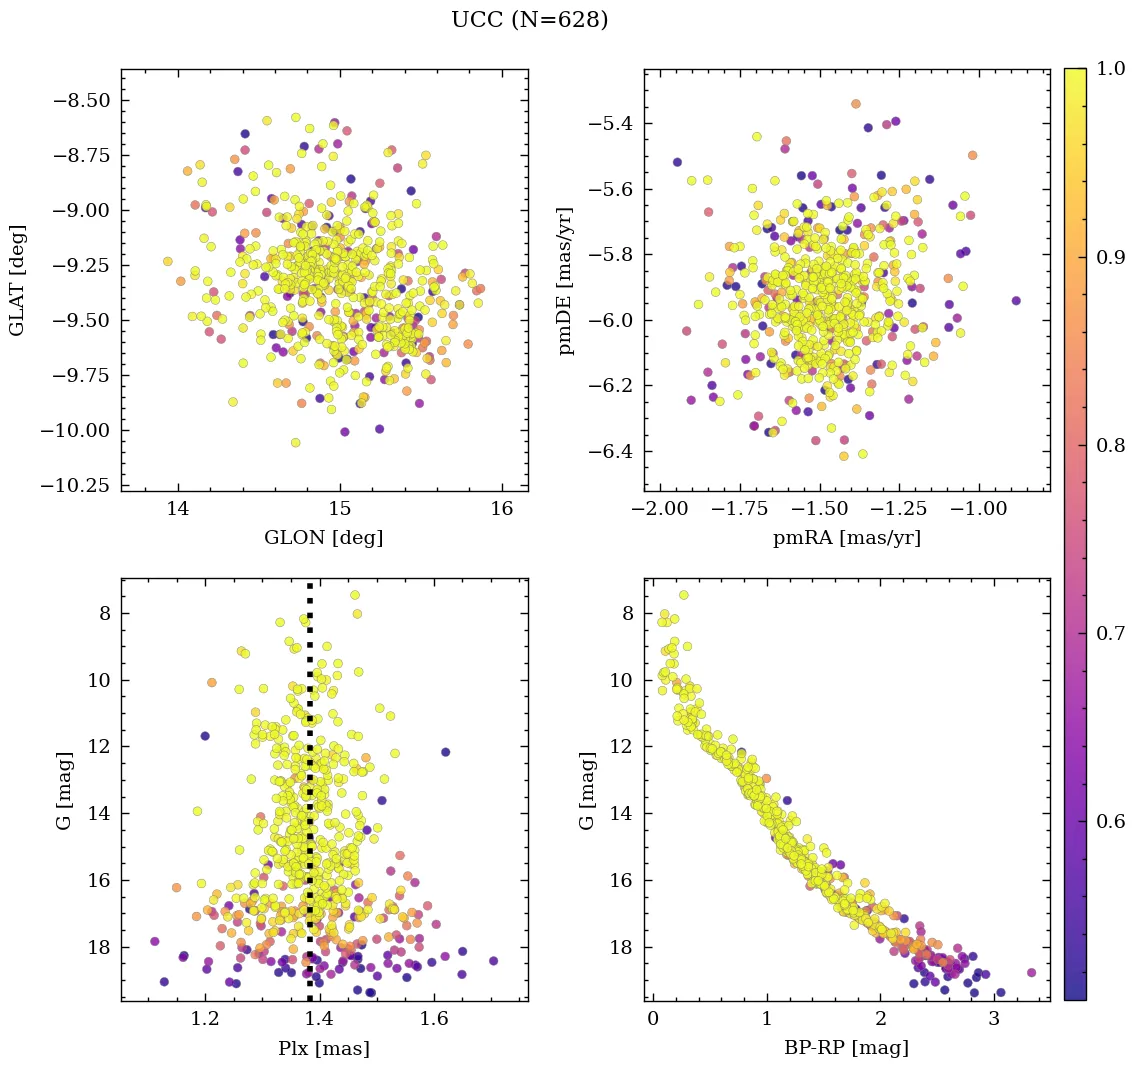 UCC (N=628)
−8.50
−8.75
−9.00
−9.25
−9.50
−9.75
−10.00
−10.25
GLAT [deg]
14 15 16
GLON [deg]
−5.4
−5.6
−5.8
−6.0
−6.2
−6.4
pmDE [mas/yr]
−2.00 −1.75 −1.50 −1.25 −1.00
pmRA [mas/yr]
8
10
12
14
16
18
G [mag]
1.2 1.4 1.6
Plx [mas]
8
10
12
14
16
18
G [mag]
0 1 2 3
BP-RP [mag]
1.0
0.9
0.8
0.7
0.6